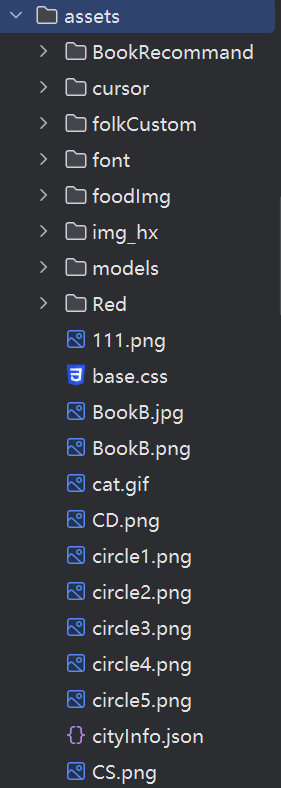 assets
BookRecommand
cursor
folkCustom
font
foodImg
img_hx
models
Red
111.png
base.css
BookB.jpg
BookB.png
cat.gif
CD.png
circle1.png
circle2.png
circle3.png
circle4.png
circle5.png
cityInfo.json
CS.png